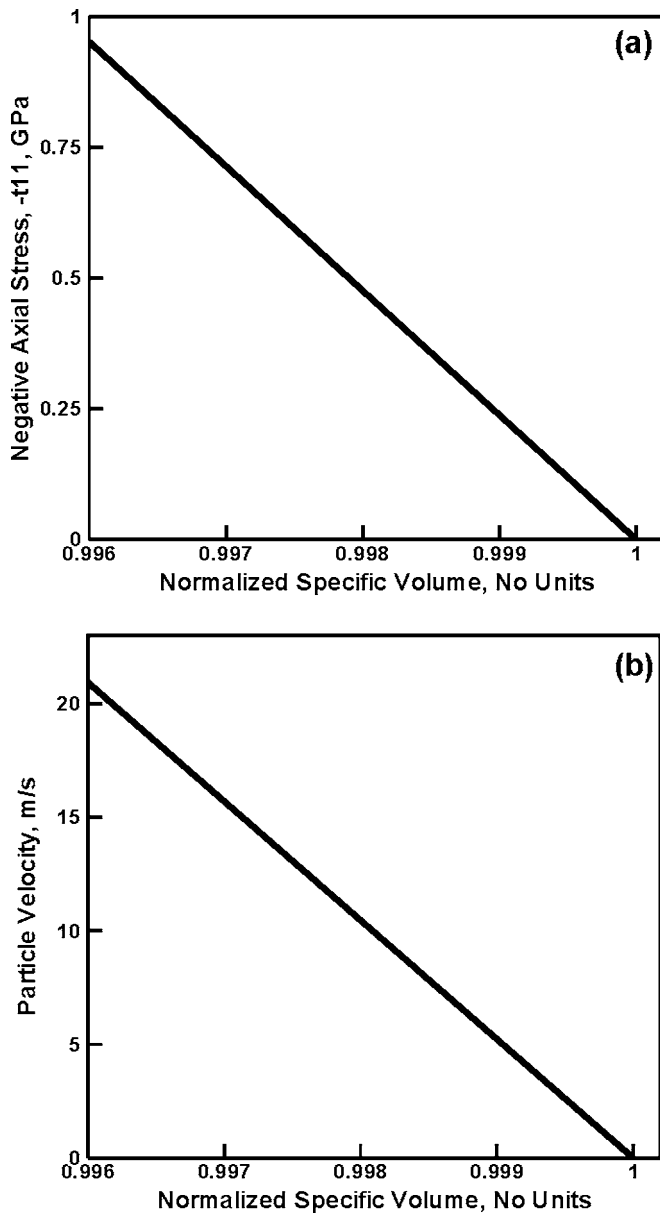 (a)
1
0.75
0.5
0.25
0
Negative Axial Stress, -t11, GPa
0.996 0.997 0.998 0.999 1
Normalized Specific Volume, No Units
(b)
20
15
10
5
0
Particle Velocity, m/s
0.996 0.997 0.998 0.999 1
Normalized Specific Volume, No Units